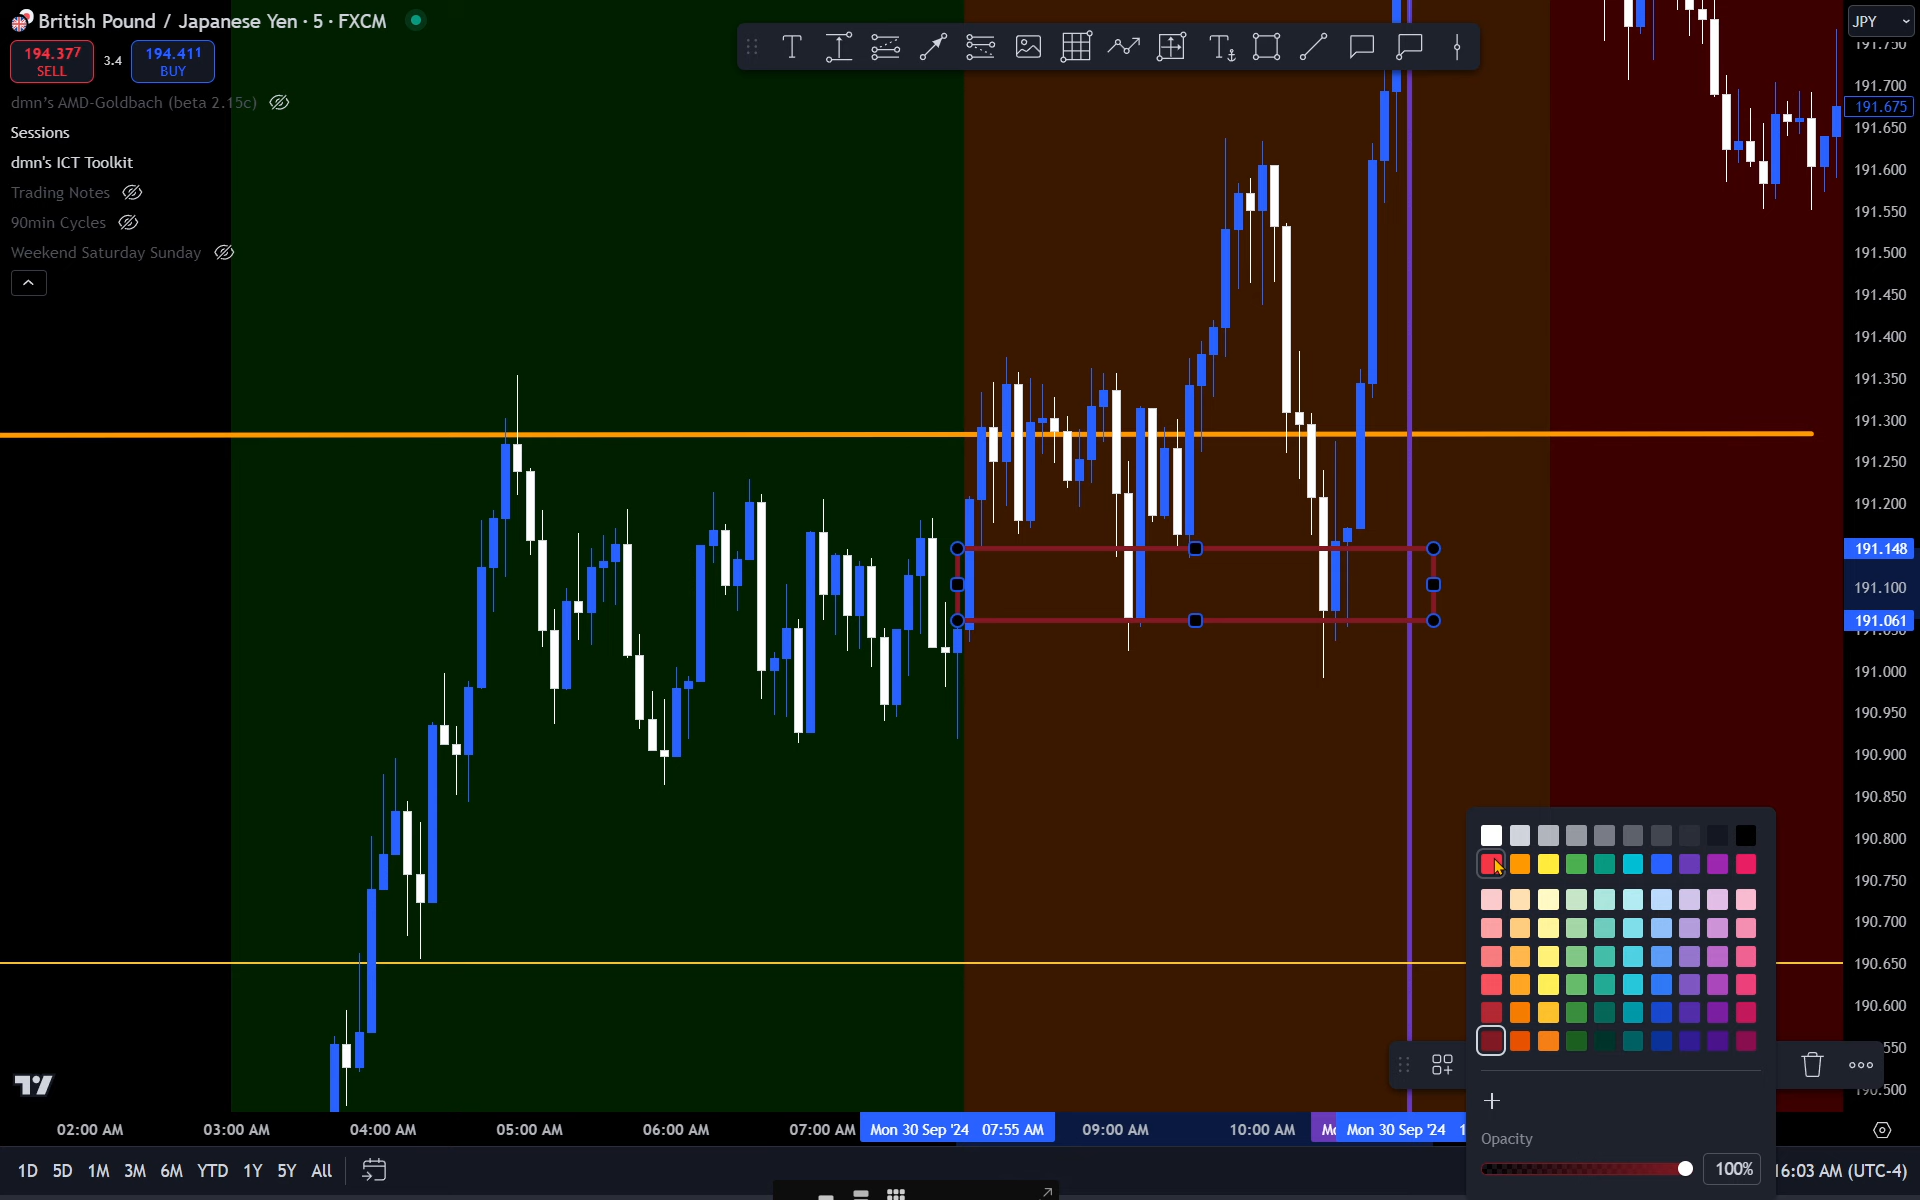 British Pound / Japanese Yen · 5 · FXCM
194.377
SELL
3.4
194.411
BUY
dmn's AMD-Goldbach (beta 2.15c)
Sessions
dmn's ICT Toolkit
Trading Notes
90min Cycles
Weekend Saturday Sunday
JPY
191.750
191.700
191.675
191.650
191.600
191.550
191.500
191.450
191.400
191.350
191.300
191.250
191.200
191.148
191.100
191.061
191.000
190.950
190.900
190.850
190.800
190.750
190.700
190.650
190.600
550
190.500
02:00 AM
03:00 AM
04:00 AM
05:00 AM
06:00 AM
07:00 AM
Mon 30 Sep '24 07:55 AM
09:00 AM
10:00 AM
Mon 30 Sep '24 1
Opacity
100%
1D 5D 1M 3M 6M YTD 1Y 5Y All
16:03 AM (UTC-4)